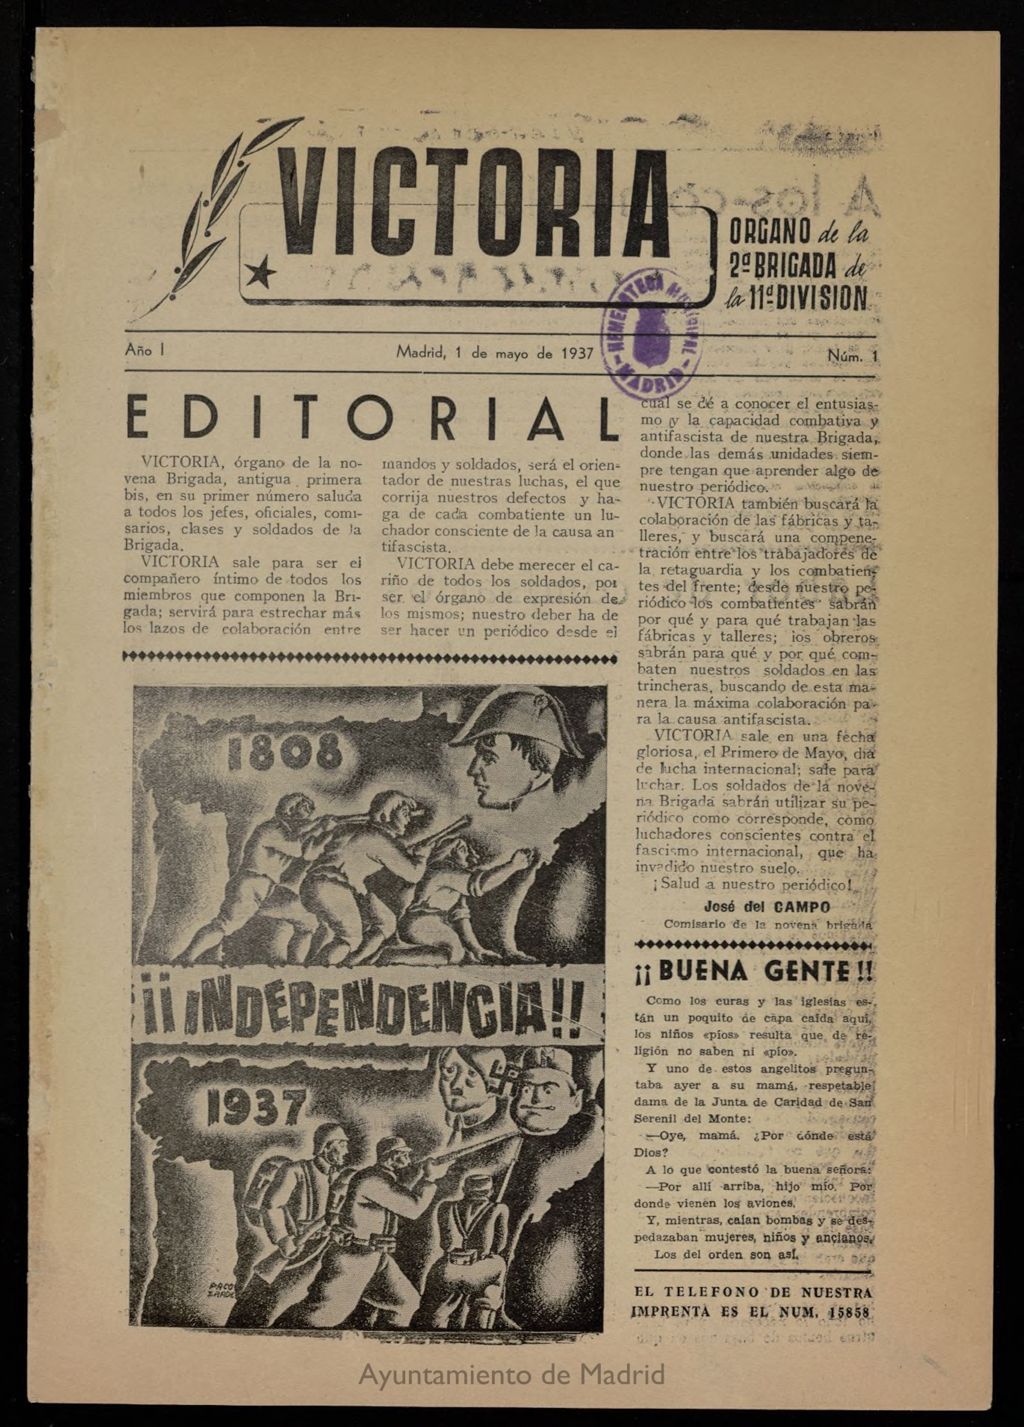 VICTORIA
ORGANO de la
2ª BRIGADA de
la 11ª DIVISION
HEMEROTECA MUNICIPAL
MADRID
Año I
Madrid, 1 de mayo de 1937
Núm. 1
EDITORIAL
VICTORIA, órgano de la no-
vena Brigada, antigua primera
bis, en su primer número saluda
a todos los jefes, oficiales, comi-
sarios, clases y soldados de la
Brigada.
VICTORIA sale para ser el
compañero íntimo de todos los
miembros que componen la Bri-
gada; servirá para estrechar más
los lazos de colaboración entre
mandos y soldados, será el orien-
tador de nuestras luchas, el que
corrija nuestros defectos y ha-
ga de cada combatiente un lu-
chador consciente de la causa an
tifascista.
VICTORIA debe merecer el ca-
riño de todos los soldados, por
ser el órgano de expresión de
los mismos; nuestro deber ha de
ser hacer un periódico desde el
cual se dé a conocer el entusias-
mo y la capacidad combativa y
antifascista de nuestra Brigada,
donde las demás unidades siem-
pre tengan que aprender algo de
nuestro periódico.
VICTORIA también buscará la
colaboración de las fábricas y ta-
lleres, y buscará una compene-
tración entre los trabajadores de
la retaguardia y los combatien-
tes del frente; desde nuestro pe-
riódico los combatientes sabrán
por qué y para qué trabajan las
fábricas y talleres; los obreros
sabrán para qué y por qué com-
baten nuestros soldados en las
trincheras, buscando de esta ma-
nera la máxima colaboración pa-
ra la causa antifascista.
VICTORIA sale en una fecha
gloriosa, el Primero de Mayo, día
de lucha internacional; sale para
luchar. Los soldados de la nove-
na Brigada sabrán utilizar su pe-
riódico como corresponde, como
luchadores conscientes contra el
fascismo internacional, que ha
invadido nuestro suelo.
¡Salud a nuestro periódico!
José del CAMPO
Comisario de la novena brigada
1808
¡¡INDEPENDENCIA!!
1937
PACO
¡¡BUENA GENTE!!
Como los curas y las iglesias es-
tán un poquito de capa caída aquí,
los niños «píos» resulta que de re-
ligión no saben ni «pío».
Y uno de estos angelitos pregun-
taba ayer a su mamá, respetable
dama de la Junta de Caridad de San
Serenil del Monte:
—Oye, mamá. ¿Por dónde está
Dios?
A lo que contestó la buena señora:
—Por allí arriba, hijo mío. Por
donde vienen los aviones.
Y, mientras, caían bombas y se des-
pedazaban mujeres, niños y ancianos.
Los del orden son así.
EL TELEFONO DE NUESTRA
IMPRENTA ES EL NUM. 15858
Ayuntamiento de Madrid